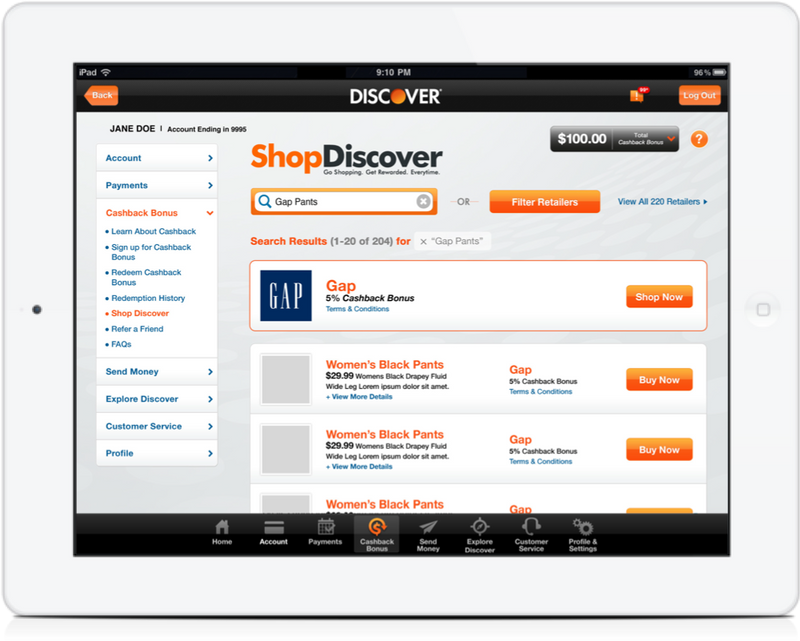 iPad 9:10 PM 96%
Back DISCOVER Log Out
JANE DOE | Account Ending in 9995
$100.00 Total Cashback Bonus ?
Account
Payments
Cashback Bonus
Learn About Cashback
Sign up for Cashback
Bonus
Redeem Cashback
Bonus
Redemption History
Shop Discover
Refer a Friend
FAQs
Send Money
Explore Discover
Customer Service
Profile
ShopDiscover
Go Shopping. Get Rewarded. Everytime.
Gap Pants
OR
Filter Retailers
View All 220 Retailers
Search Results (1-20 of 204) for × “Gap Pants”
GAP
Gap
5% Cashback Bonus
Terms & Conditions
Shop Now
Women's Black Pants
$29.99 Womens Black Drapey Fluid
Wide Leg Lorem ipsum dolor sit amet.
+ View More Details
Gap
5% Cashback Bonus
Terms & Conditions
Buy Now
Women's Black Pants
$29.99 Womens Black Drapey Fluid
Wide Leg Lorem ipsum dolor sit amet.
+ View More Details
Gap
5% Cashback Bonus
Terms & Conditions
Buy Now
Women's Black Pants
Gap
Home
Account
Payments
Cashback
Bonus
Send
Money
Explore
Discover
Customer
Service
Profile &
Settings